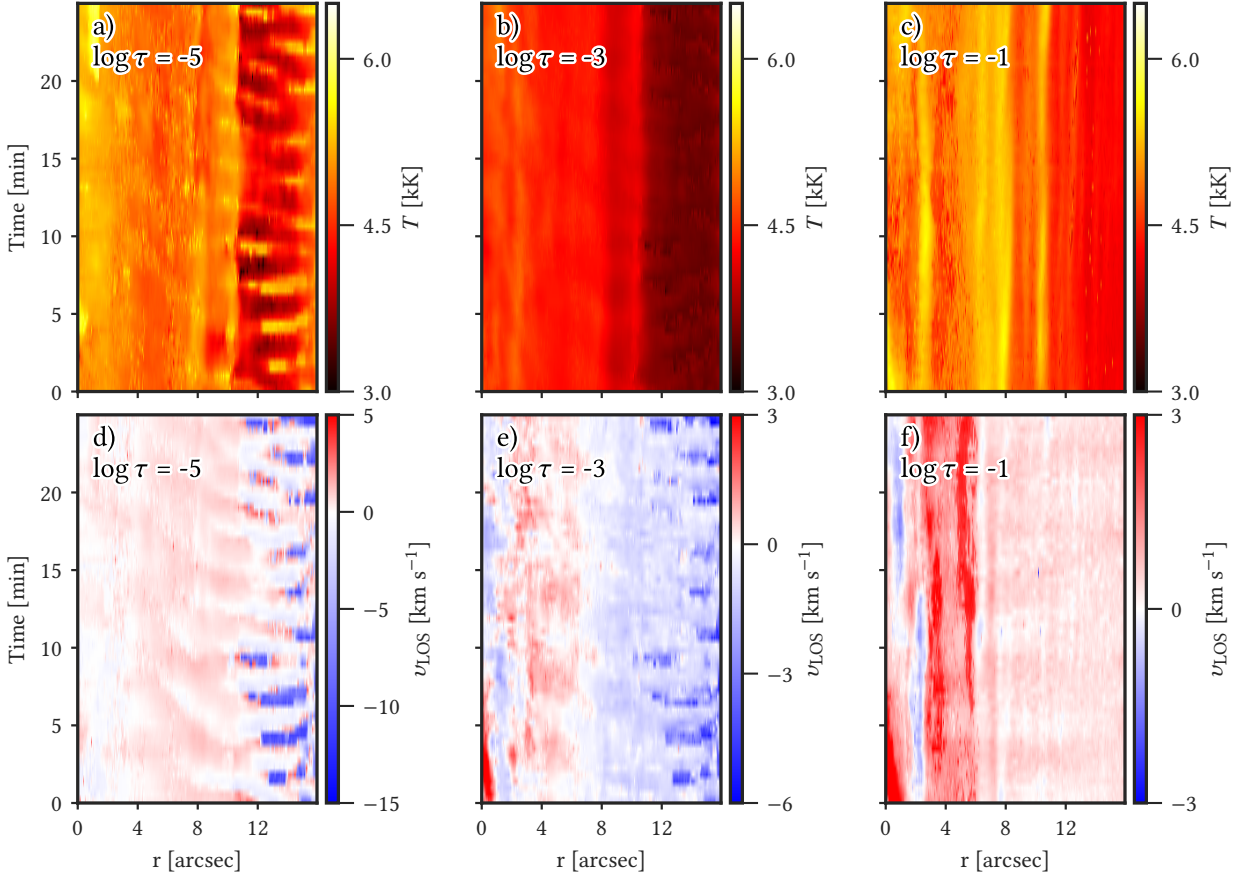 a)
log τ = -5
b)
log τ = -3
c)
log τ = -1
Time [min]
0
5
10
15
20
3.0
4.5
6.0
T [kK]
3.0
4.5
6.0
T [kK]
3.0
4.5
6.0
T [kK]
d)
log τ = -5
e)
log τ = -3
f)
log τ = -1
Time [min]
0
5
10
15
20
5
0
−5
−10
−15
vLOS [km s−1]
3
0
−3
−6
vLOS [km s−1]
3
0
−3
vLOS [km s−1]
0 4 8 12
r [arcsec]
0 4 8 12
r [arcsec]
0 4 8 12
r [arcsec]